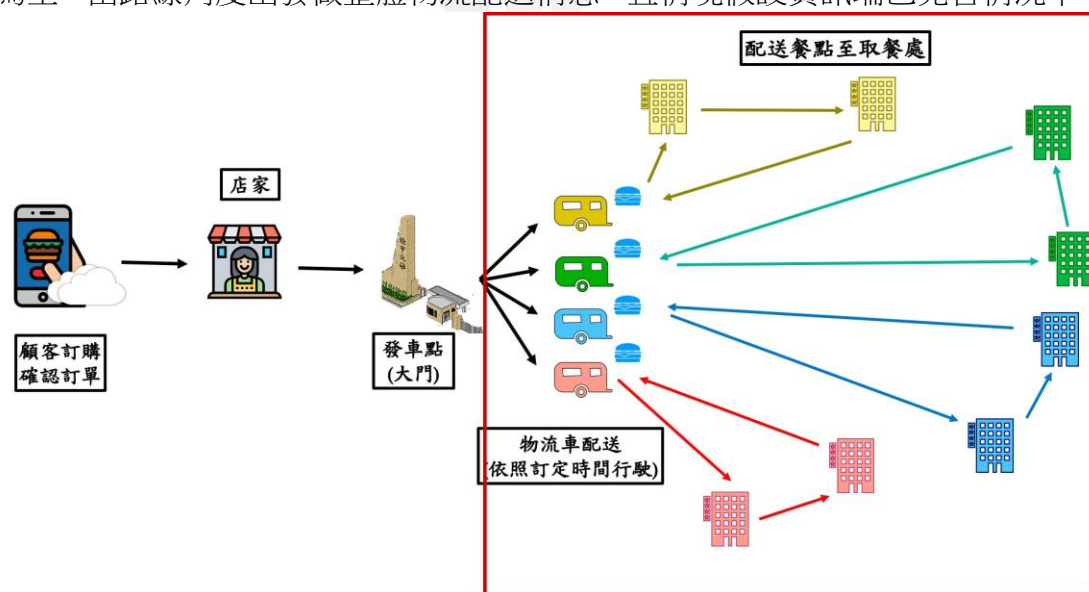 配送餐點至取餐處
店家
顧客訂購
確認訂單
發車點
(大門)
物流車配送
(依照訂定時間行駛)